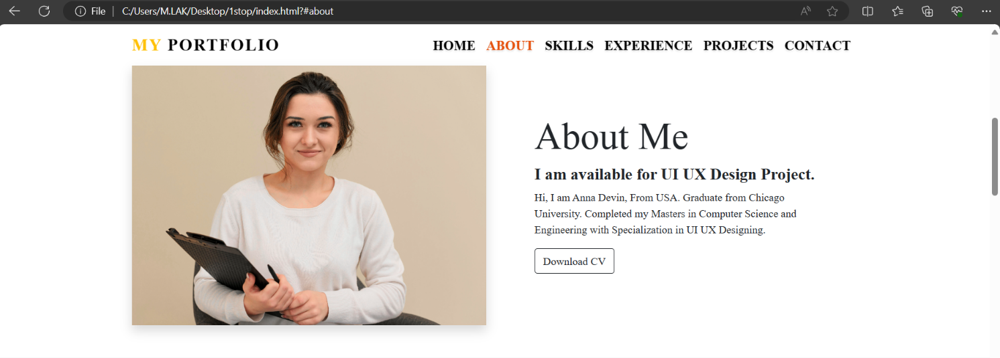 File | C:/Users/M.LAK/Desktop/1stop/index.html?#about
MY PORTFOLIO
HOME ABOUT SKILLS EXPERIENCE PROJECTS CONTACT
About Me
I am available for UI UX Design Project.
Hi, I am Anna Devin, From USA. Graduate from Chicago
University. Completed my Masters in Computer Science and
Engineering with Specialization in UI UX Designing.
Download CV